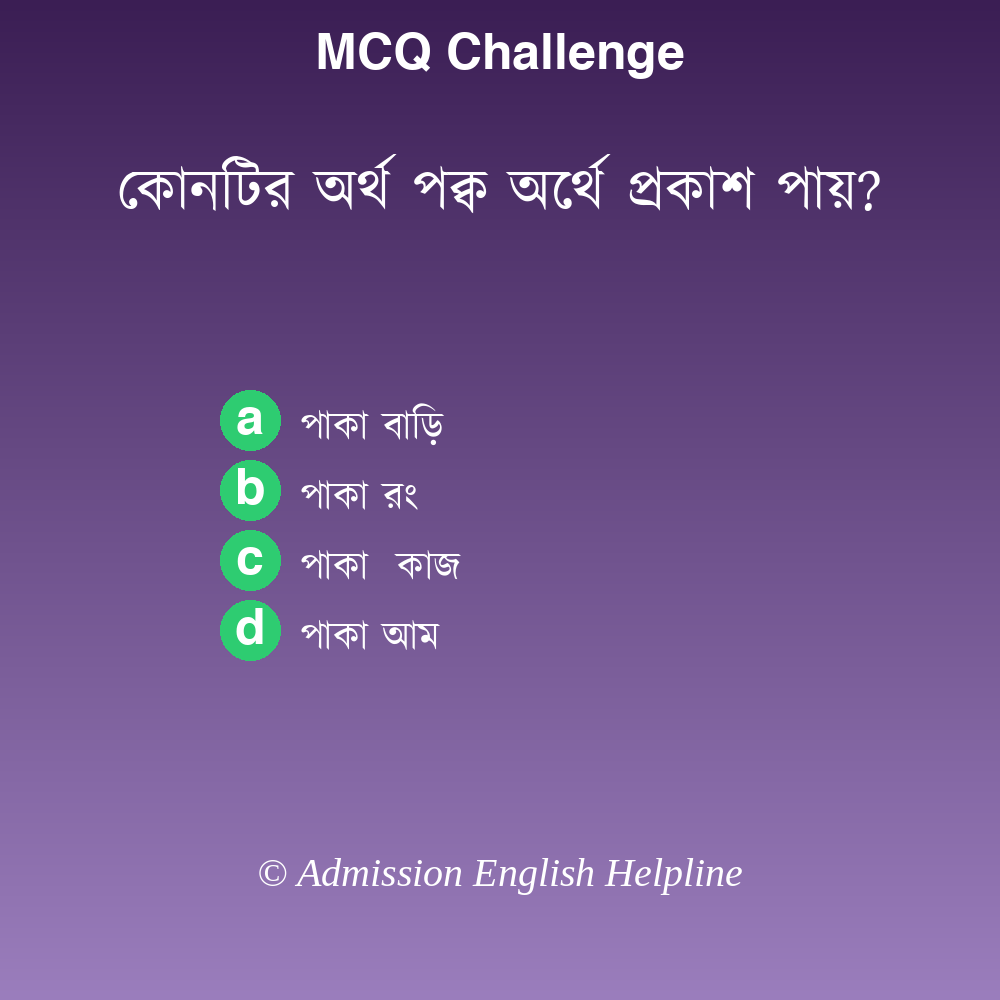 MCQ Challenge
কোনটির অর্থ পক্ব অর্থে প্রকাশ পায়?
a পাকা বাড়ি
b পাকা রং
c পাকা  কাজ
d পাকা আম
© Admission English Helpline